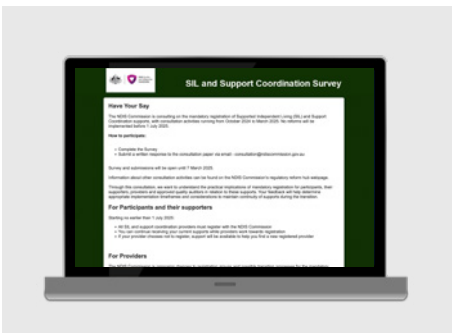 SIL and Support Coordination Survey
Have Your Say
The NDIS Commission is consulting on the mandatory registration of Supported Independent Living (SIL) and Support
Coordination supports, with consultation activities running from October 2024 to March 2025. No reforms will be
implemented before 1 July 2025.
How to participate:
Complete the Survey
Submit a written response to the consultation paper via email : consultation@ndiscommission.gov.au
Survey and submissions will be open until 7 March 2025.
Information about other consultation activities can be found on the NDIS Commission's regulatory reform hub webpage.
Through this consultation, we want to understand the practical implications of mandatory registration for participants, their
supporters, providers and approved quality auditors in relation to these supports. Your feedback will help determine
appropriate implementation timeframes and considerations to maintain continuity of supports during the transition.
For Participants and their supporters
Starting no earlier than 1 July 2025:
All SIL and support coordination providers must register with the NDIS Commission
You can continue receiving your current supports while providers work towards registration
If your provider chooses not to register, support will be available to help you find a new registered provider
For Providers